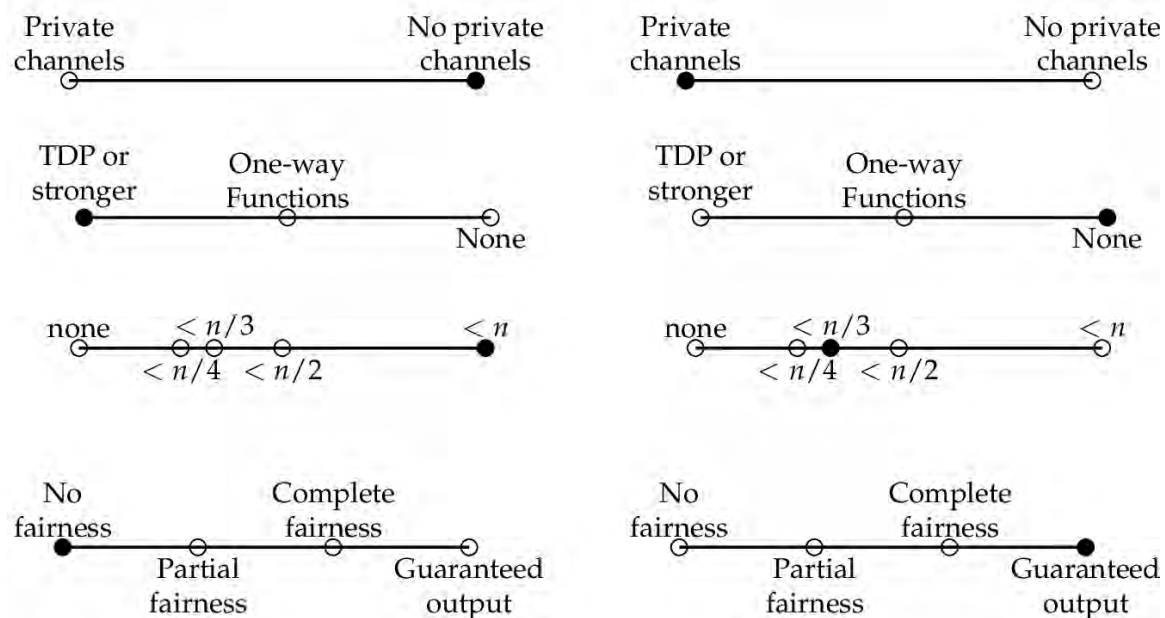 Private
channels
No private
channels
TDP or
stronger
One-way
Functions
None
none
< n/4
< n/3
< n/2
< n
No
fairness
Partial
fairness
Complete
fairness
Guaranteed
output
Private
channels
No private
channels
TDP or
stronger
One-way
Functions
None
none
< n/4
< n/3
< n/2
< n
No
fairness
Partial
fairness
Complete
fairness
Guaranteed
output